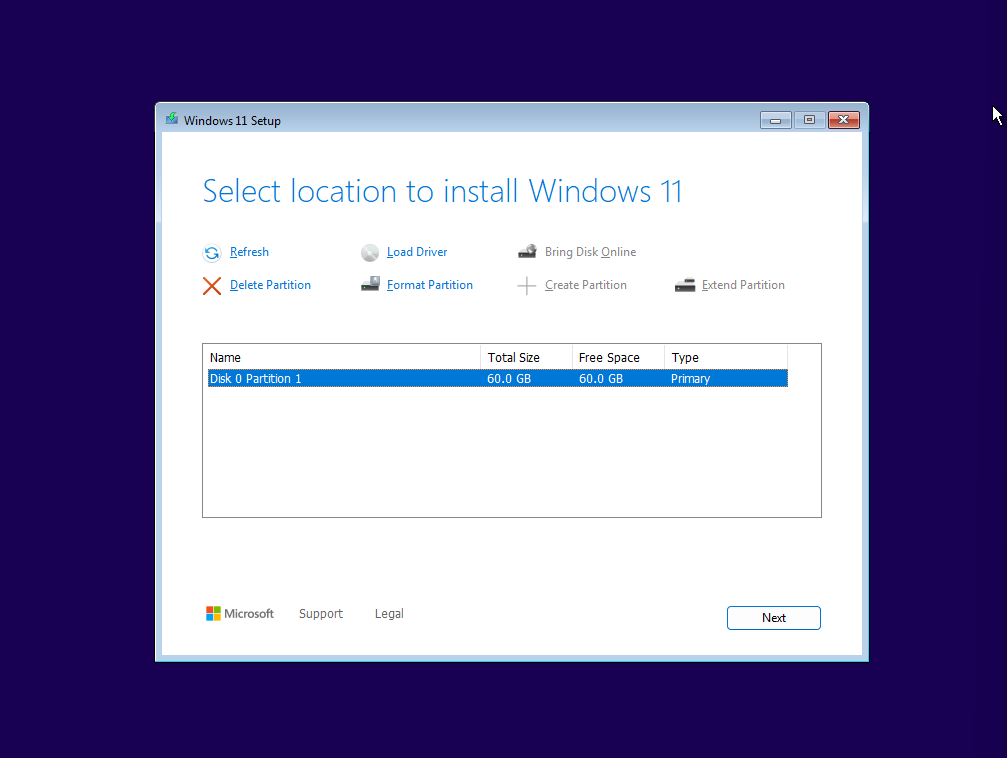 Windows 11 Setup
Select location to install Windows 11
Refresh Load Driver Bring Disk Online
Delete Partition Format Partition Create Partition Extend Partition
Name Total Size Free Space Type
Disk 0 Partition 1 60.0 GB 60.0 GB Primary
Microsoft Support Legal
Next